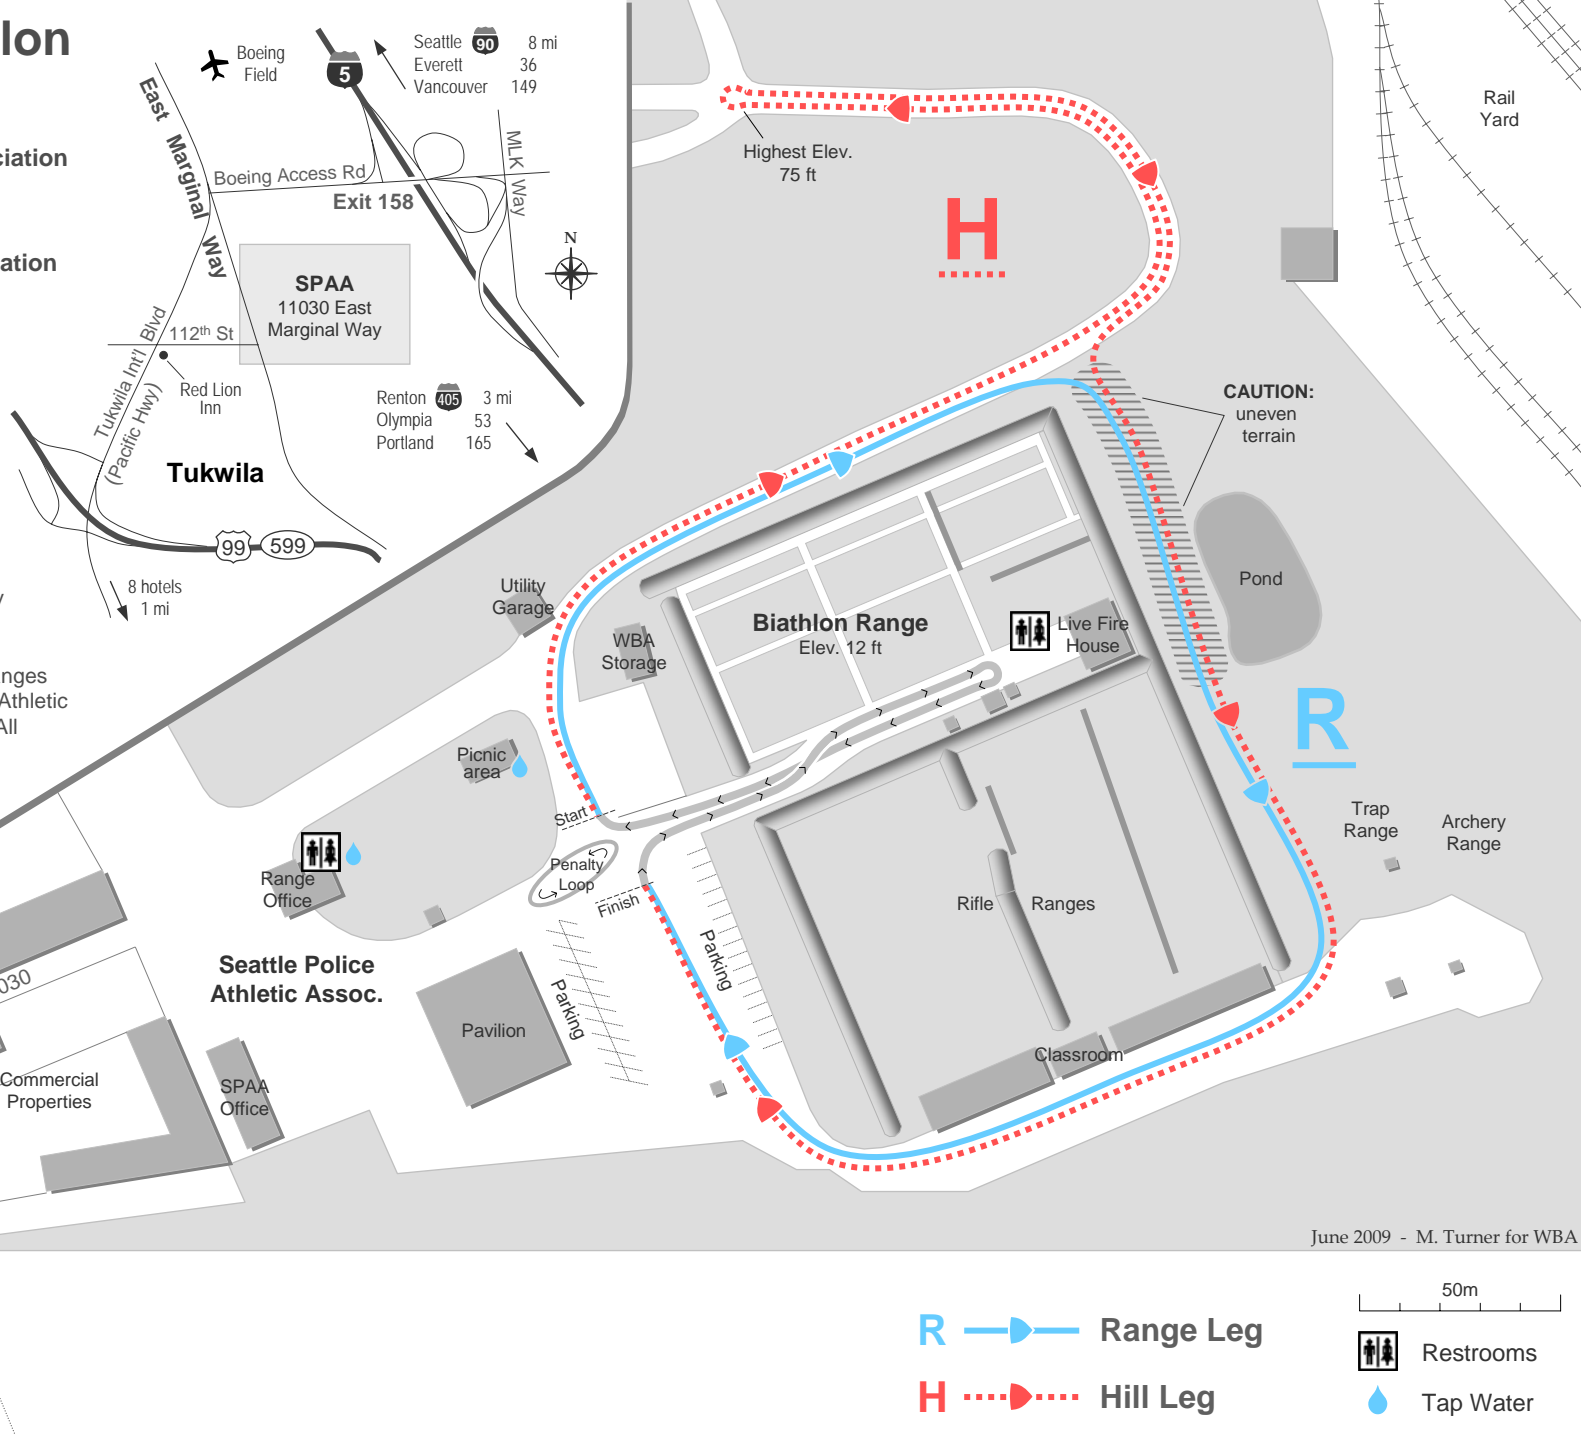 lon
ciation
ation
y
nges
Athletic
All
Boeing
Field
5
Seattle 90 8 mi
Everett 36
Vancouver 149
East Marginal Way
MLK Way
Boeing Access Rd
Exit 158
N
SPAA
11030 East
Marginal Way
112th St
Tukwila Int'l Blvd
(Pacific Hwy)
Red Lion
Inn
Renton 405 3 mi
Olympia 53
Portland 165
Tukwila
99 599
8 hotels
1 mi
Highest Elev.
75 ft
H
Rail
Yard
CAUTION:
uneven
terrain
Pond
Utility
Garage
WBA
Storage
Biathlon Range
Elev. 12 ft
Live Fire
House
R
Picnic
area
Start
Penalty
Loop
Finish
Range
Office
Parking
Parking
Rifle Ranges
Trap
Range
Archery
Range
Seattle Police
Athletic Assoc.
Pavilion
Classroom
030
Commercial
Properties
SPAA
Office
June 2009 - M. Turner for WBA
R Range Leg
H Hill Leg
50m
Restrooms
Tap Water